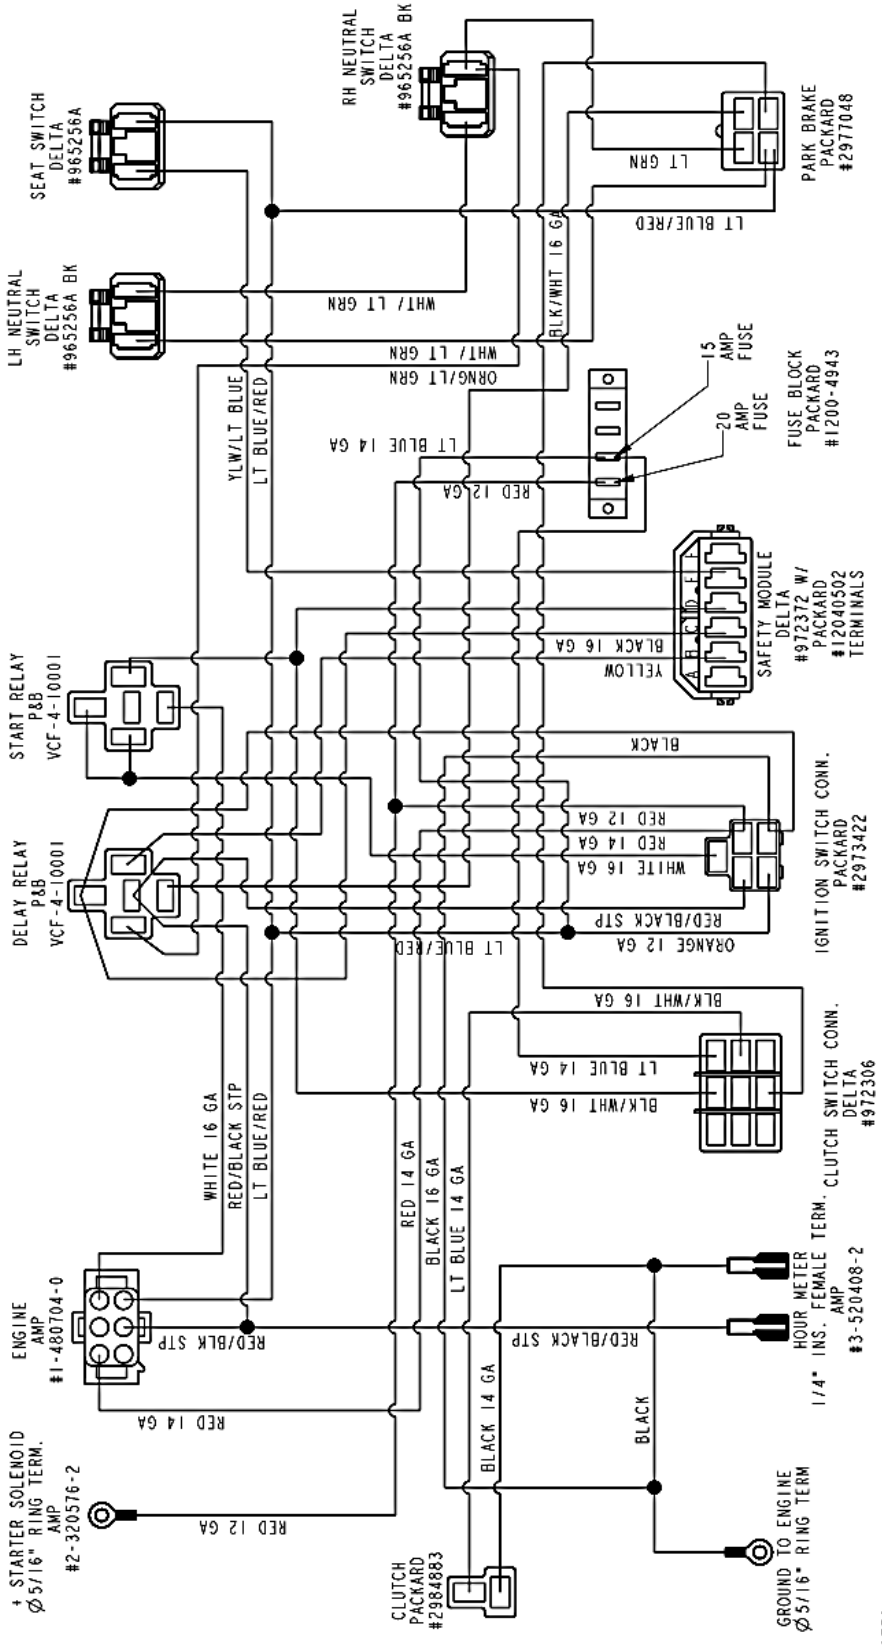 + STARTER SOLENOID
Ø5/16" RING TERM.
AMP
#2-320576-2
ENGINE
AMP
#1-480704-0
DELAY RELAY
P&B
VCF-4-10001
START RELAY
P&B
VCF-4-10001
LH NEUTRAL
SWITCH
DELTA
#965256A BK
SEAT SWITCH
DELTA
#965256A
RH NEUTRAL
SWITCH
DELTA
#965256A BK
RED 12 GA
RED 14 GA
RED/BLK STP
WHITE 16 GA
RED/BLACK STP
LT BLUE/RED
YLW/LT BLUE
LT BLUE/RED
WHT/ LT GRN
WHT/ LT GRN
ORNG/LT GRN
LT BLUE 14 GA
RED 12 GA
BLK/WHT 16 GA
LT GRN
LT BLUE/RED
PARK BRAKE
PACKARD
#2977048
15
AMP
FUSE
20
AMP
FUSE
FUSE BLOCK
PACKARD
#1200-4943
BLACK 16 GA
YELLOW
A B C D E F
SAFETY MODULE
DELTA
#972372 W/
PACKARD
#12040502
TERMINALS
BLACK
RED 12 GA
RED 14 GA
WHITE 16 GA
RED/BLACK STP
ORANGE 12 GA
LT BLUE/RED
IGNITION SWITCH CONN.
PACKARD
#2973422
BLK/WHT 16 GA
LT BLUE 14 GA
BLK/WHT 16 GA
CLUTCH SWITCH CONN.
DELTA
#972306
RED 14 GA
BLACK 16 GA
LT BLUE 14 GA
RED/BLACK STP
BLACK 14 GA
BLACK
HOUR METER
1/4" INS. FEMALE TERM.
AMP
#3-520408-2
CLUTCH
PACKARD
#2984883
GROUND TO ENGINE
Ø5/16" RING TERM